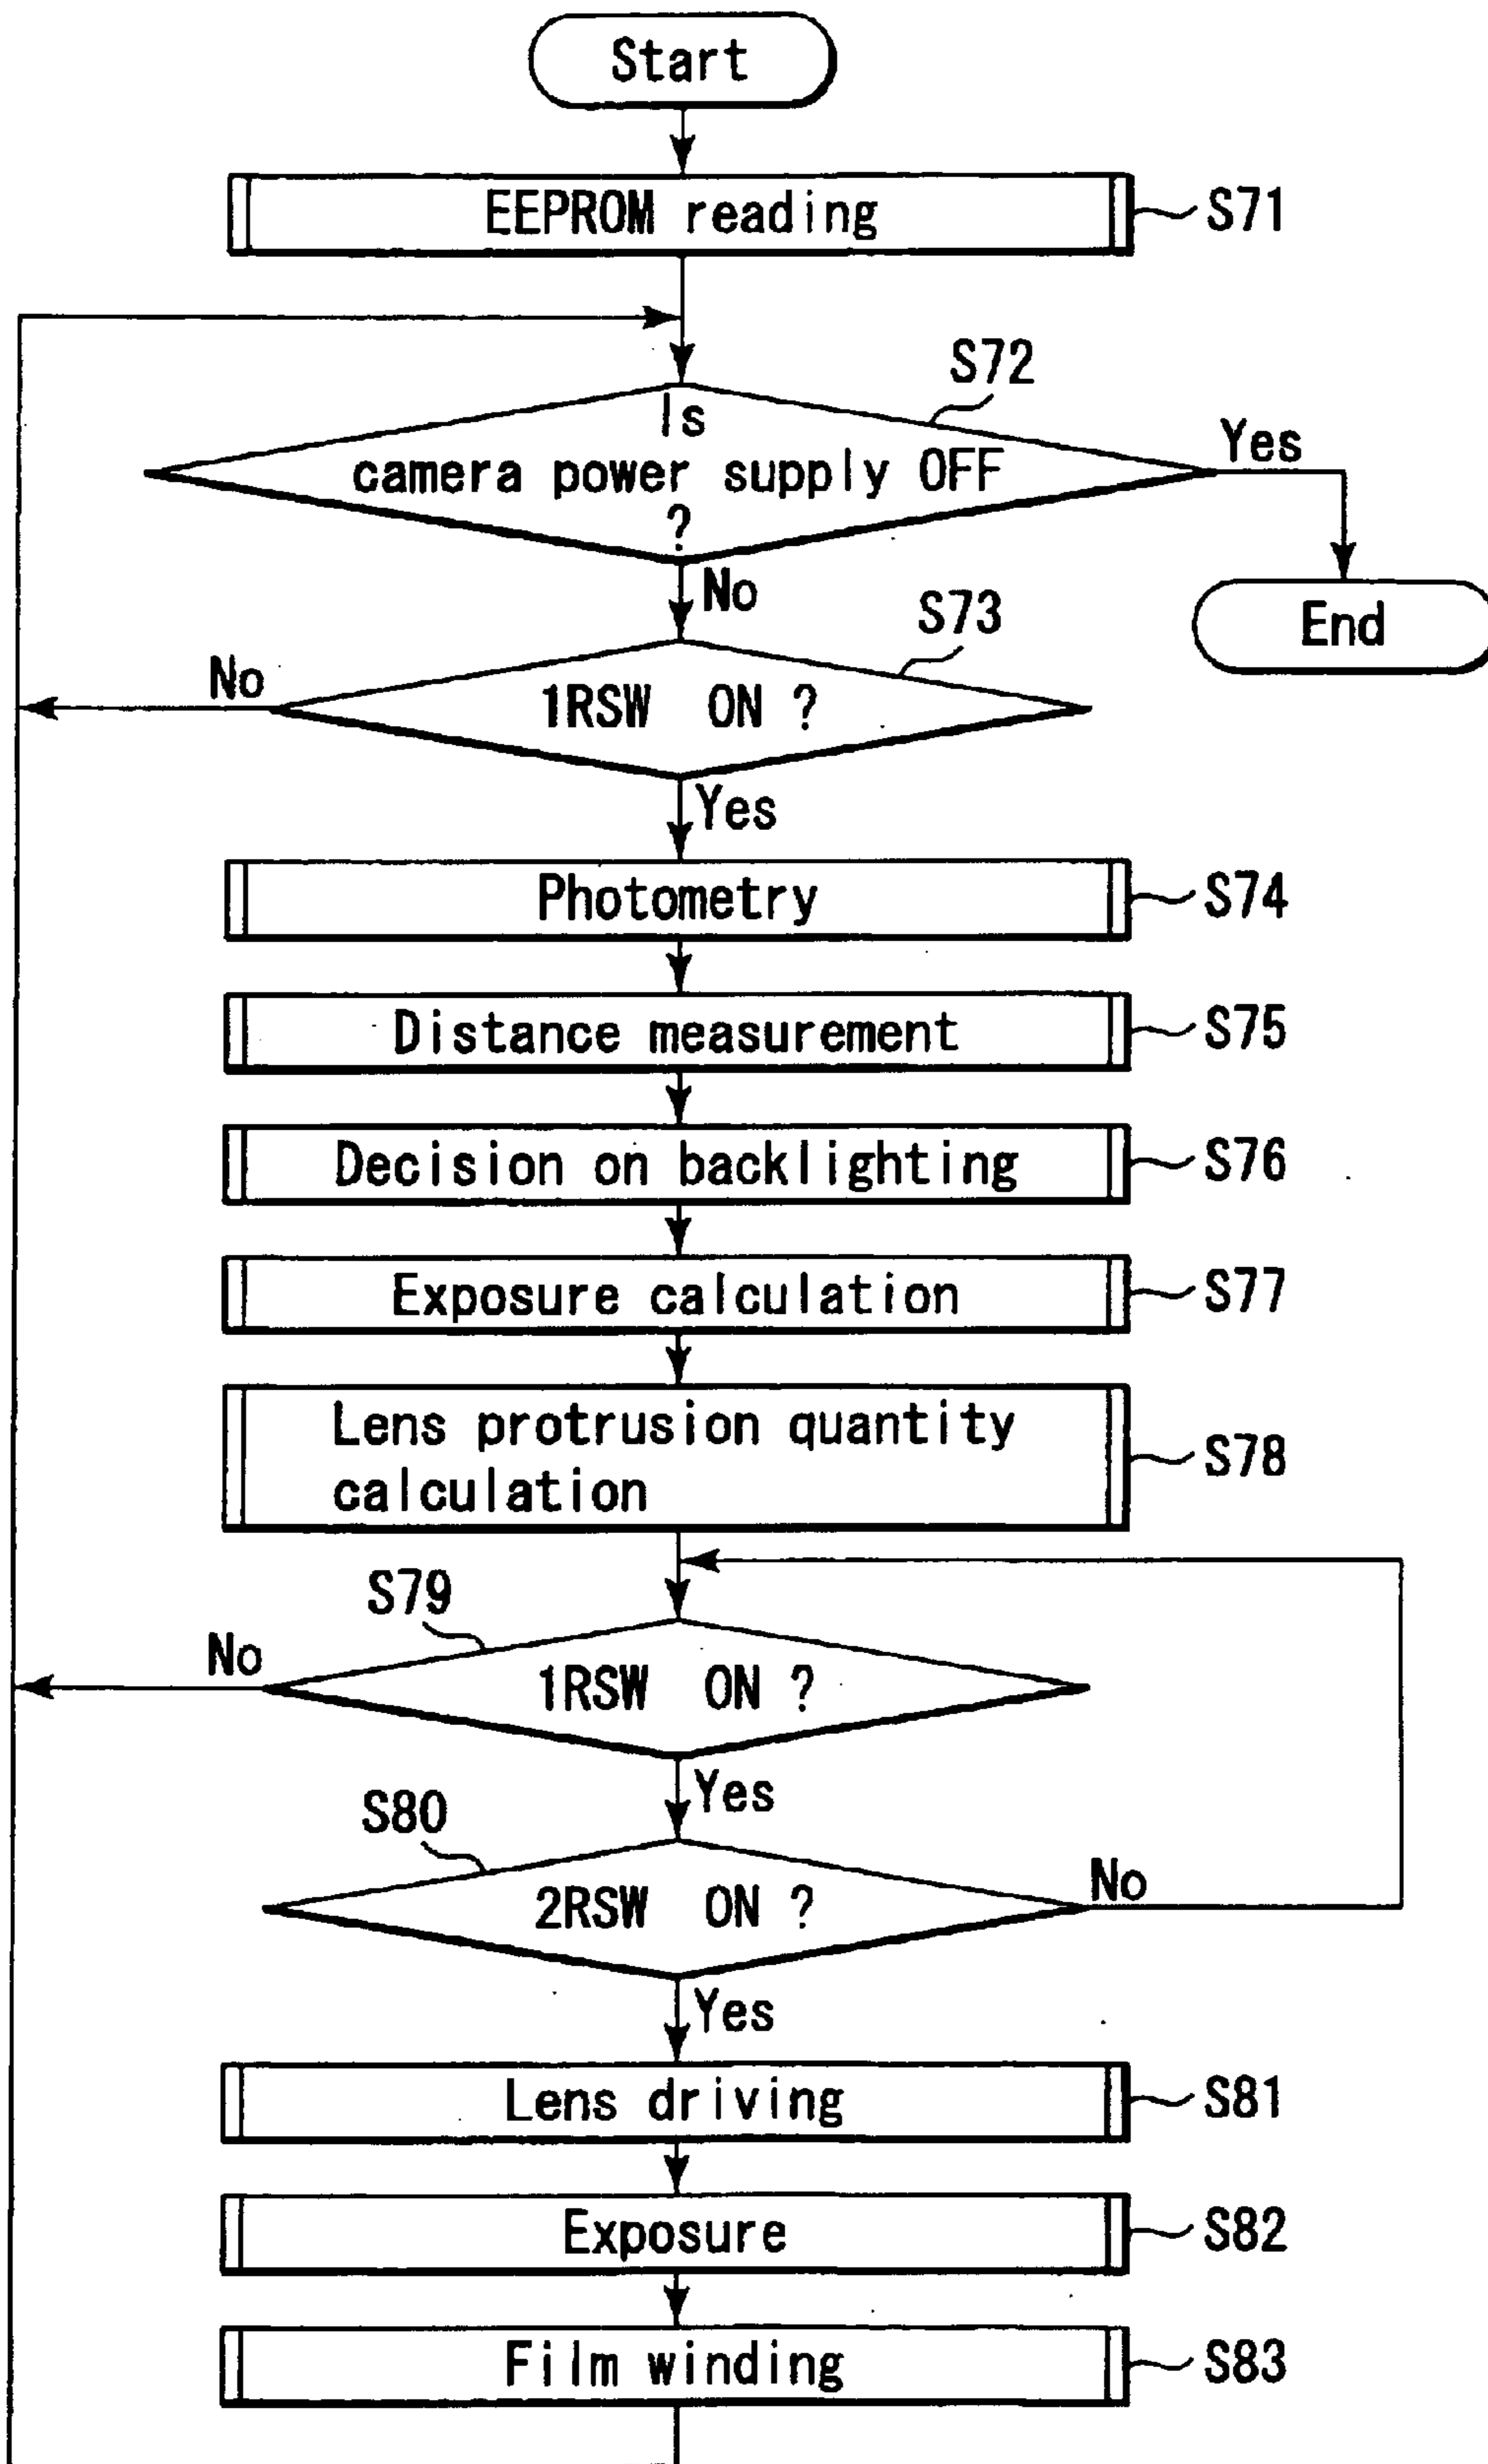 Start
EEPROM reading
S71
S72
Is
camera power supply OFF
?
Yes
No
End
S73
No
1RSW ON ?
Yes
Photometry
S74
Distance measurement
S75
Decision on backlighting
S76
Exposure calculation
S77
Lens protrusion quantity
calculation
S78
S79
No
1RSW ON ?
Yes
S80
2RSW ON ?
No
Yes
Lens driving
S81
Exposure
S82
Film winding
S83